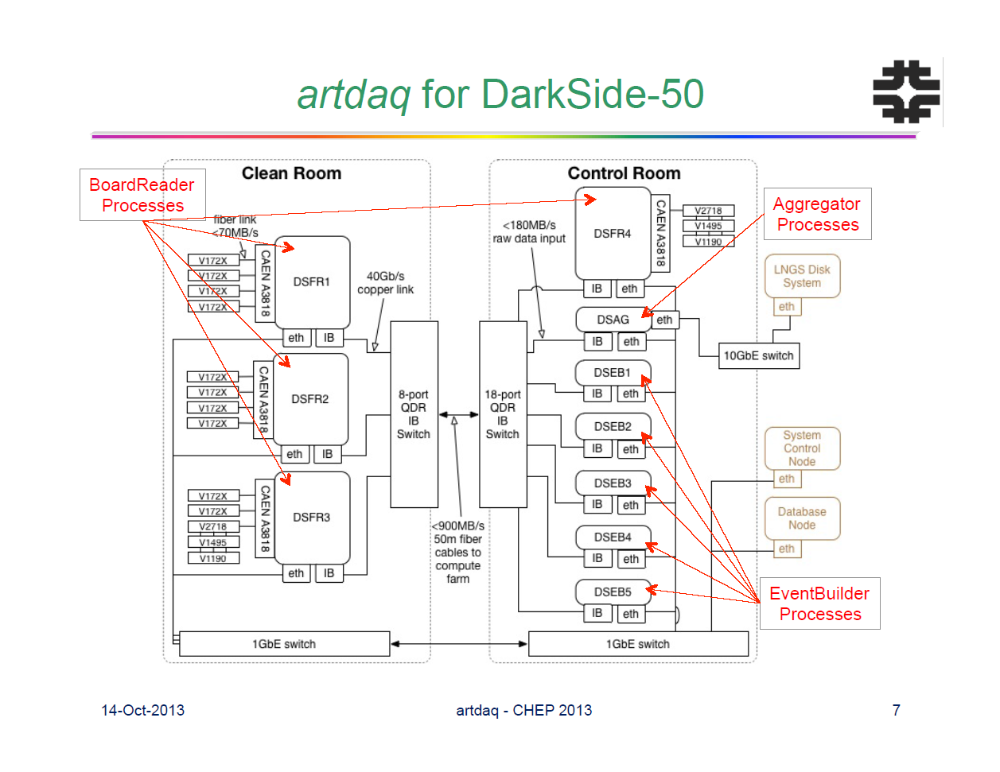 artdaq for DarkSide-50
BoardReader
Processes
Clean Room
fiber link
<70MB/s
V172X
V172X
V172X
V172X
CAEN A3818
DSFR1
eth
IB
40Gb/s
copper link
V172X
V172X
V172X
V172X
CAEN A3818
DSFR2
eth
IB
V172X
V172X
V2718
V1495
V1190
CAEN A3818
DSFR3
eth
IB
8-port
QDR
IB
Switch
<900MB/s
50m fiber
cables to
compute
farm
1GbE switch
Control Room
<180MB/s
raw data input
DSFR4
CAEN A3818
V2718
V1495
V1190
IB
eth
DSAG
eth
IB
eth
18-port
QDR
IB
Switch
DSEB1
IB
eth
DSEB2
IB
eth
DSEB3
IB
eth
DSEB4
IB
eth
DSEB5
IB
eth
1GbE switch
Aggregator
Processes
LNGS Disk
System
eth
10GbE switch
System
Control
Node
eth
Database
Node
eth
EventBuilder
Processes
14-Oct-2013
artdaq - CHEP 2013
7